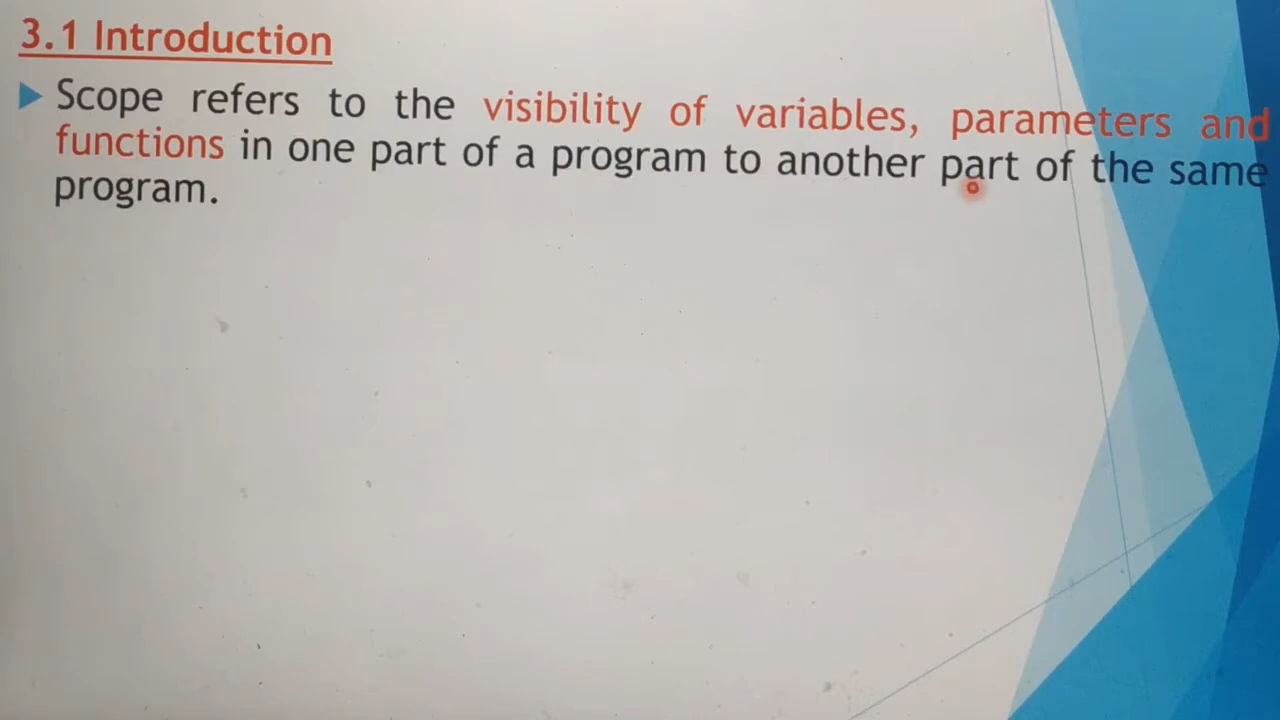 3.1 Introduction
Scope refers to the visibility of variables, parameters and
functions in one part of a program to another part of the same
program.